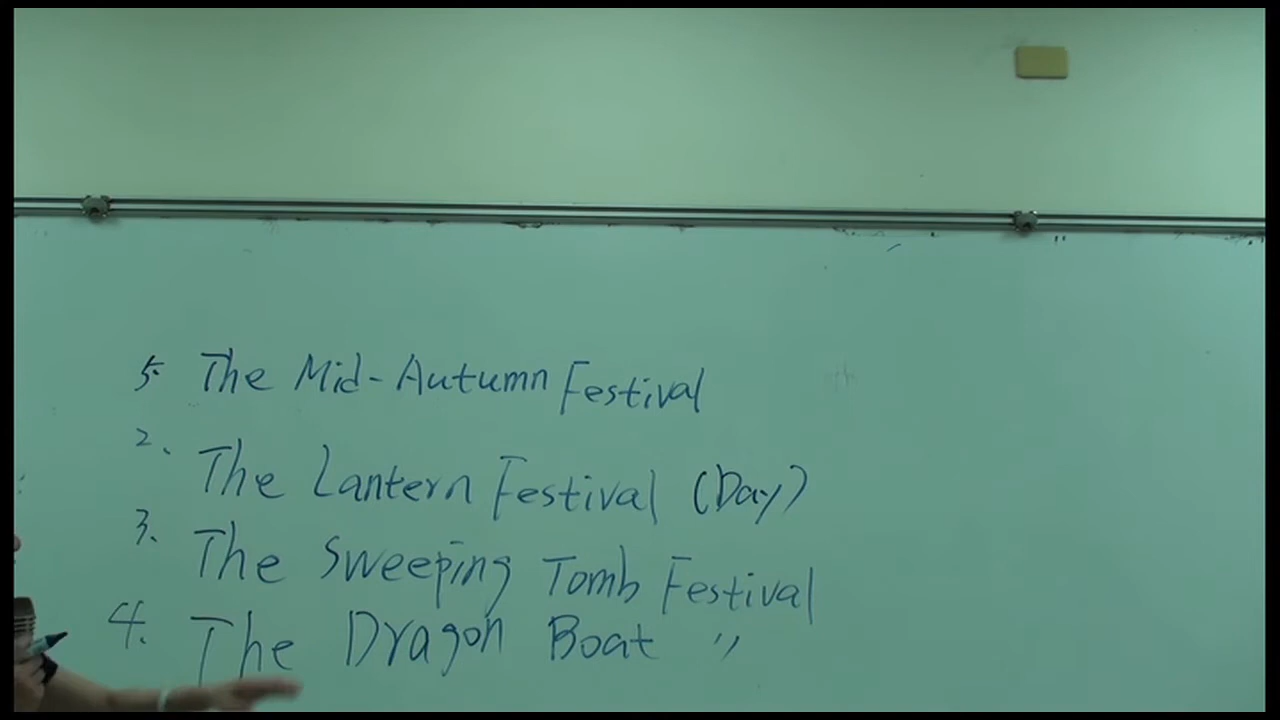 5. The Mid-Autumn Festival
2. The Lantern Festival (Day)
3. The Sweeping Tomb Festival
4. The Dragon Boat 〃